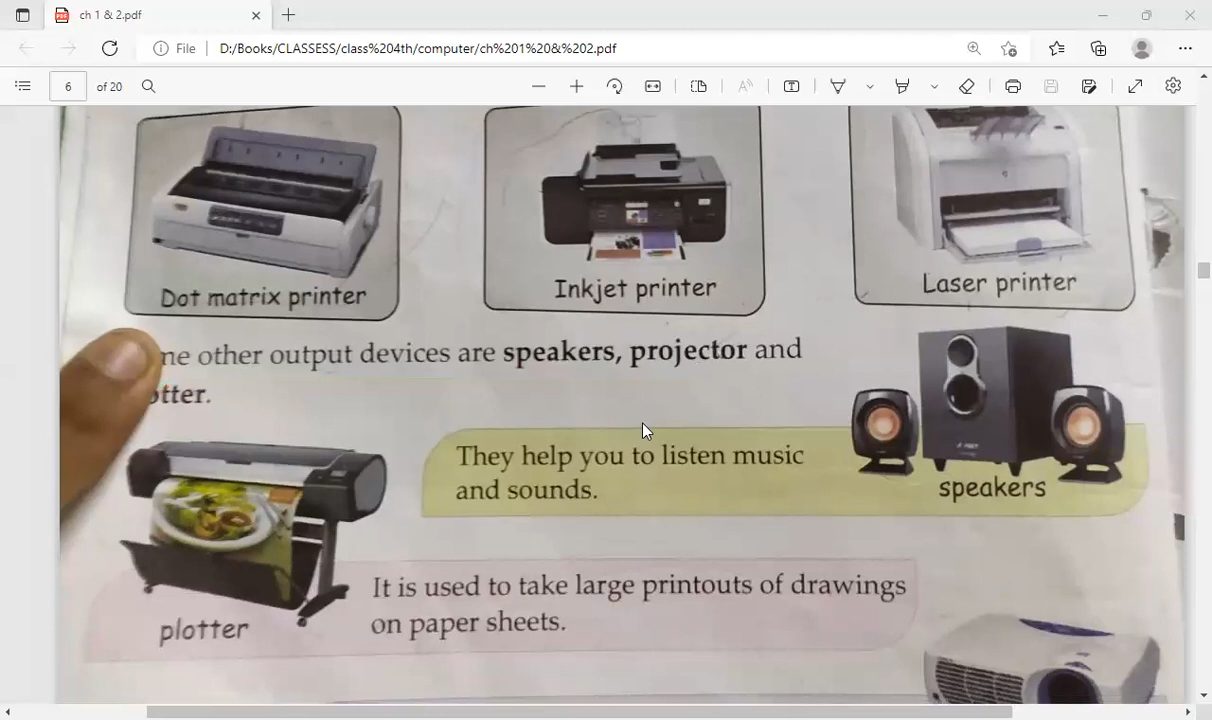 ch 1 & 2.pdf
File D:/Books/CLASSESS/class%204th/computer/ch%201%20&%202.pdf
6 of 20
Dot matrix printer
Inkjet printer
Laser printer
other output devices are speakers, projector and
They help you to listen music
and sounds.
speakers
It is used to take large printouts of drawings
on paper sheets.
plotter